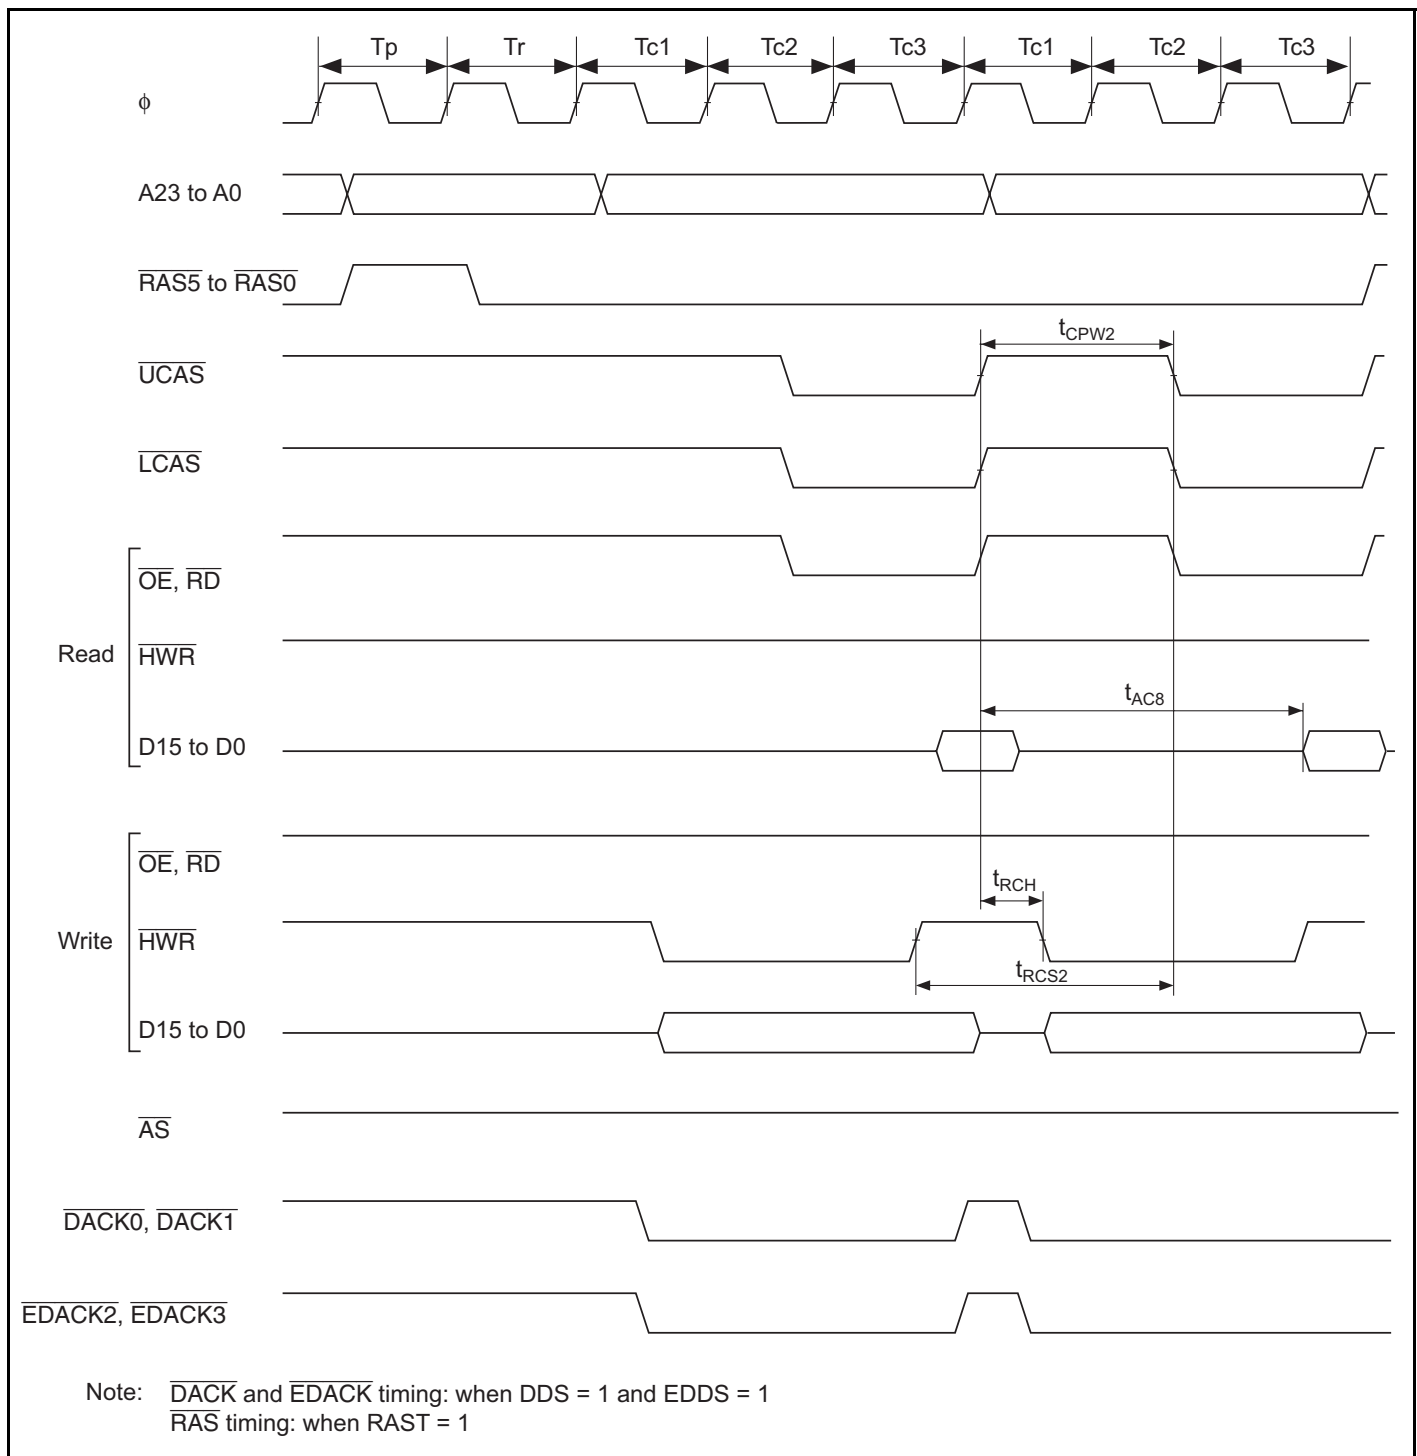 Tp Tr Tc1 Tc2 Tc3 Tc1 Tc2 Tc3
ϕ
A23 to A0
RAS5 to RAS0
tCPW2
UCAS
LCAS
OE, RD
Read
HWR
tAC8
D15 to D0
OE, RD
tRCH
Write
HWR
tRCS2
D15 to D0
AS
DACK0, DACK1
EDACK2, EDACK3
Note: DACK and EDACK timing: when DDS = 1 and EDDS = 1
RAS timing: when RAST = 1